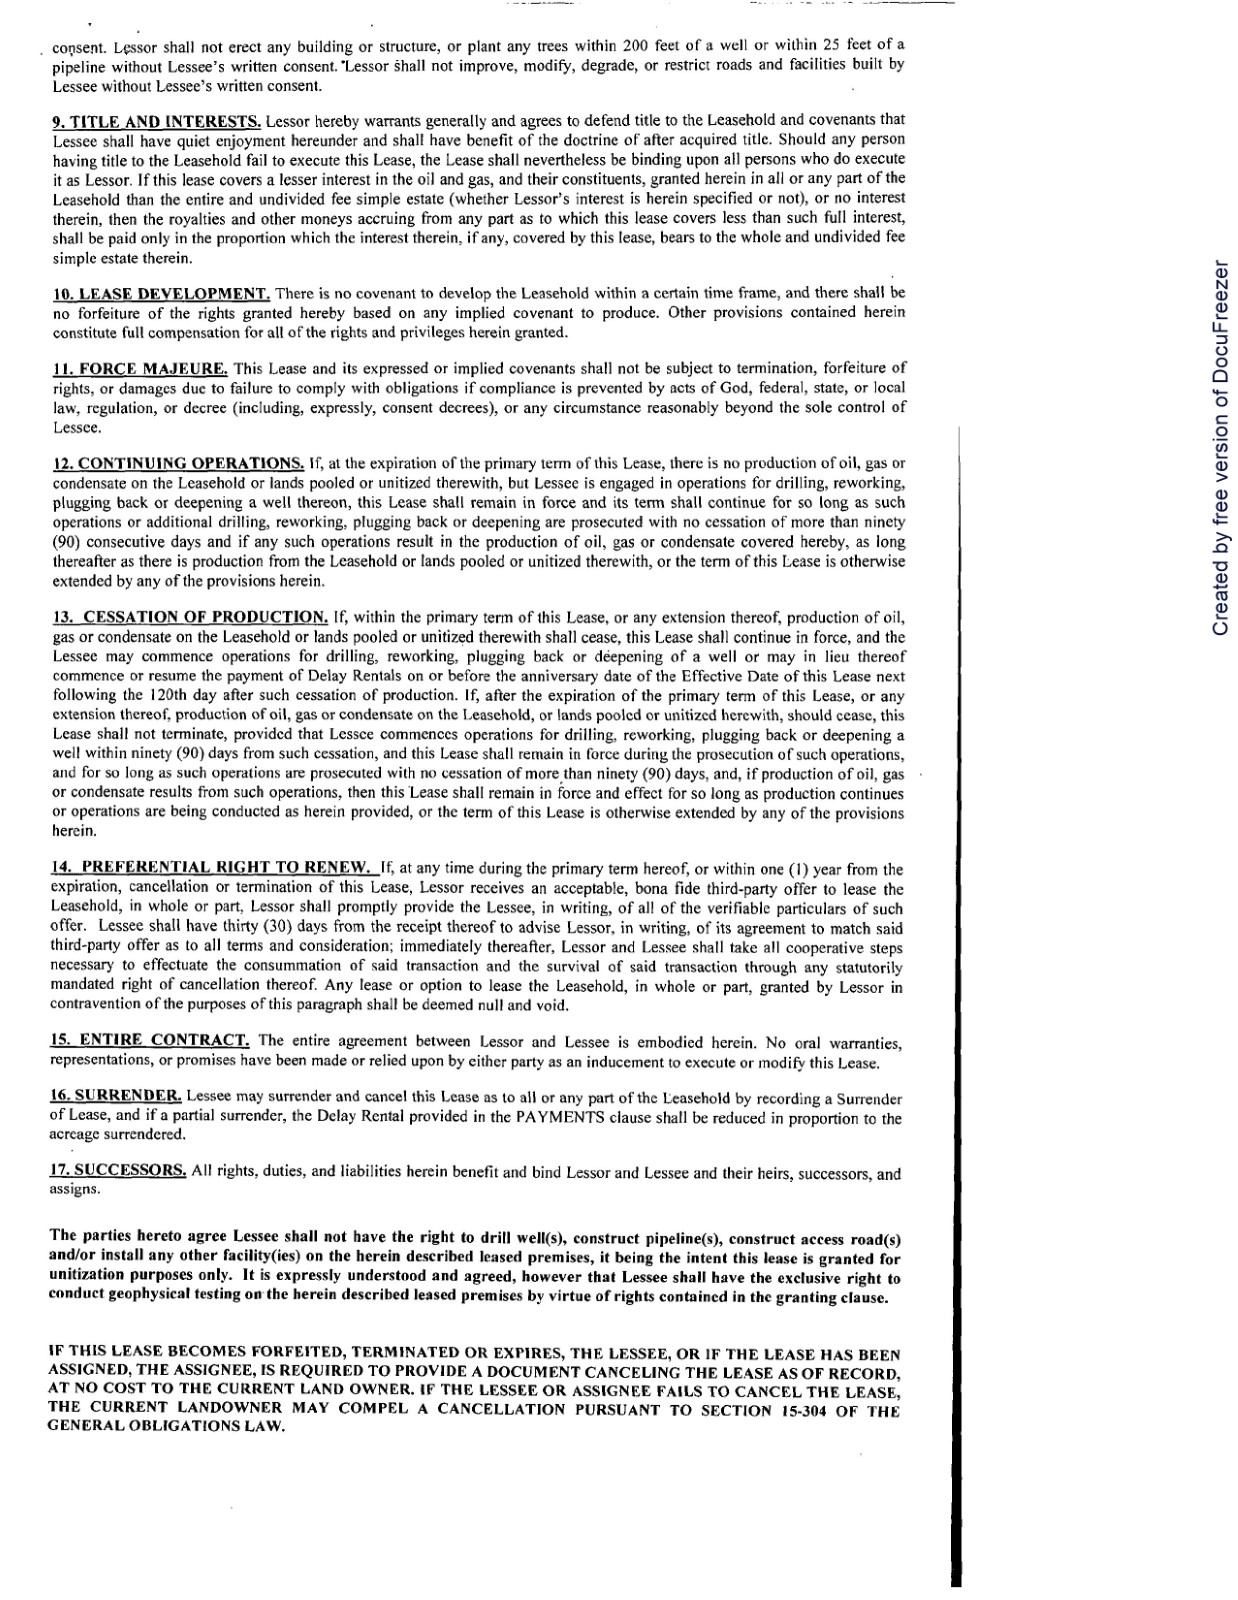 consent. Lessor shall not erect any building or structure, or plant any trees within 200 feet of a well or within 25 feet of a
pipeline without Lessee's written consent. Lessor shall not improve, modify, degrade, or restrict roads and facilities built by
Lessee without Lessee's written consent.
9. TITLE AND INTERESTS. Lessor hereby warrants generally and agrees to defend title to the Leasehold and covenants that
Lessee shall have quiet enjoyment hereunder and shall have benefit of the doctrine of after acquired title. Should any person
having title to the Leasehold fail to execute this Lease, the Lease shall nevertheless be binding upon all persons who do execute
it as Lessor. If this lease covers a lesser interest in the oil and gas, and their constituents, granted herein in all or any part of the
Leasehold than the entire and undivided fee simple estate (whether Lessor's interest is herein specified or not), or no interest
therein, then the royalties and other moneys accruing from any part as to which this lease covers less than such full interest,
shall be paid only in the proportion which the interest therein, if any, covered by this lease, bears to the whole and undivided fee
simple estate therein.
10. LEASE DEVELOPMENT. There is no covenant to develop the Leasehold within a certain time frame, and there shall be
no forfeiture of the rights granted hereby based on any implied covenant to produce. Other provisions contained herein
constitute full compensation for all of the rights and privileges herein granted.
11. FORCE MAJEURE. This Lease and its expressed or implied covenants shall not be subject to termination, forfeiture of
rights, or damages due to failure to comply with obligations if compliance is prevented by acts of God, federal, state, or local
law, regulation, or decree (including, expressly, consent decrees), or any circumstance reasonably beyond the sole control of
Lessee.
12. CONTINUING OPERATIONS. If, at the expiration of the primary term of this Lease, there is no production of oil, gas or
condensate on the Leasehold or lands pooled or unitized therewith, but Lessee is engaged in operations for drilling, reworking,
plugging back or deepening a well thereon, this Lease shall remain in force and its term shall continue for so long as such
operations or additional drilling, reworking, plugging back or deepening are prosecuted with no cessation of more than ninety
(90) consecutive days and if any such operations result in the production of oil, gas or condensate covered hereby, as long
thereafter as there is production from the Leasehold or lands pooled or unitized therewith, or the term of this Lease is otherwise
extended by any of the provisions herein.
13. CESSATION OF PRODUCTION. If, within the primary term of this Lease, or any extension thereof, production of oil,
gas or condensate on the Leasehold or lands pooled or unitized therewith shall cease, this Lease shall continue in force, and the
Lessee may commence operations for drilling, reworking, plugging back or deepening of a well or may in lieu thereof
commence or resume the payment of Delay Rentals on or before the anniversary date of the Effective Date of this Lease next
following the 120th day after such cessation of production. If, after the expiration of the primary term of this Lease, or any
extension thereof, production of oil, gas or condensate on the Leasehold, or lands pooled or unitized herewith, should cease, this
Lease shall not terminate, provided that Lessee commences operations for drilling, reworking, plugging back or deepening a
well within ninety (90) days from such cessation, and this Lease shall remain in force during the prosecution of such operations,
and for so long as such operations are prosecuted with no cessation of more than ninety (90) days, and, if production of oil, gas
or condensate results from such operations, then this Lease shall remain in force and effect for so long as production continues
or operations are being conducted as herein provided, or the term of this Lease is otherwise extended by any of the provisions
herein.
14. PREFERENTIAL RIGHT TO RENEW. If, at any time during the primary term hereof, or within one (1) year from the
expiration, cancellation or termination of this Lease, Lessor receives an acceptable, bona fide third-party offer to lease the
Leasehold, in whole or part, Lessor shall promptly provide the Lessee, in writing, of all of the verifiable particulars of such
offer. Lessee shall have thirty (30) days from the receipt thereof to advise Lessor, in writing, of its agreement to match said
third-party offer as to all terms and consideration; immediately thereafter, Lessor and Lessee shall take all cooperative steps
necessary to effectuate the consummation of said transaction and the survival of said transaction through any statutorily
mandated right of cancellation thereof. Any lease or option to lease the Leasehold, in whole or part, granted by Lessor in
contravention of the purposes of this paragraph shall be deemed null and void.
15. ENTIRE CONTRACT. The entire agreement between Lessor and Lessee is embodied herein. No oral warranties,
representations, or promises have been made or relied upon by either party as an inducement to execute or modify this Lease.
16. SURRENDER. Lessee may surrender and cancel this Lease as to all or any part of the Leasehold by recording a Surrender
of Lease, and if a partial surrender, the Delay Rental provided in the PAYMENTS clause shall be reduced in proportion to the
acreage surrendered.
17. SUCCESSORS. All rights, duties, and liabilities herein benefit and bind Lessor and Lessee and their heirs, successors, and
assigns.
The parties hereto agree Lessee shall not have the right to drill well(s), construct pipeline(s), construct access road(s)
and/or install any other facility(ies) on the herein described leased premises, it being the intent this lease is granted for
unitization purposes only. It is expressly understood and agreed, however that Lessee shall have the exclusive right to
conduct geophysical testing on the herein described leased premises by virtue of rights contained in the granting clause.
IF THIS LEASE BECOMES FORFEITED, TERMINATED OR EXPIRES, THE LESSEE, OR IF THE LEASE HAS BEEN
ASSIGNED, THE ASSIGNEE, IS REQUIRED TO PROVIDE A DOCUMENT CANCELING THE LEASE AS OF RECORD,
AT NO COST TO THE CURRENT LAND OWNER. IF THE LESSEE OR ASSIGNEE FAILS TO CANCEL THE LEASE,
THE CURRENT LANDOWNER MAY COMPEL A CANCELLATION PURSUANT TO SECTION 15-304 OF THE
GENERAL OBLIGATIONS LAW.
Created by free version of DocuFreezer